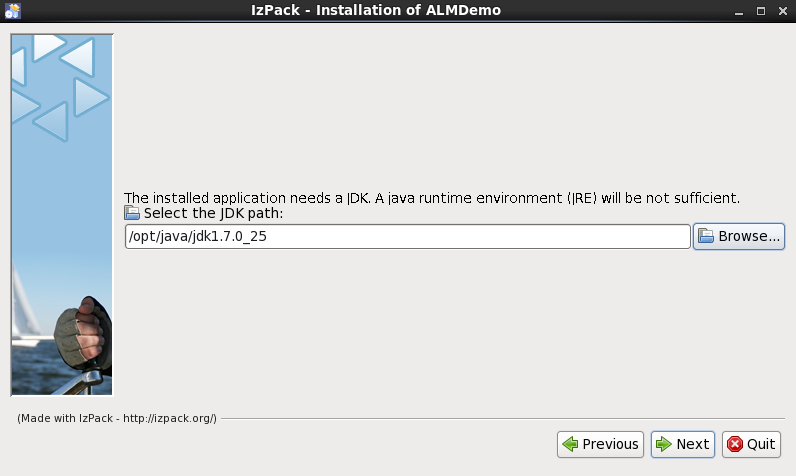 IzPack - Installation of ALMDemo
The installed application needs a JDK. A java runtime environment (JRE) will be not sufficient.
Select the JDK path:
/opt/java/jdk1.7.0_25
Browse...
(Made with IzPack - http://izpack.org/)
Previous
Next
Quit